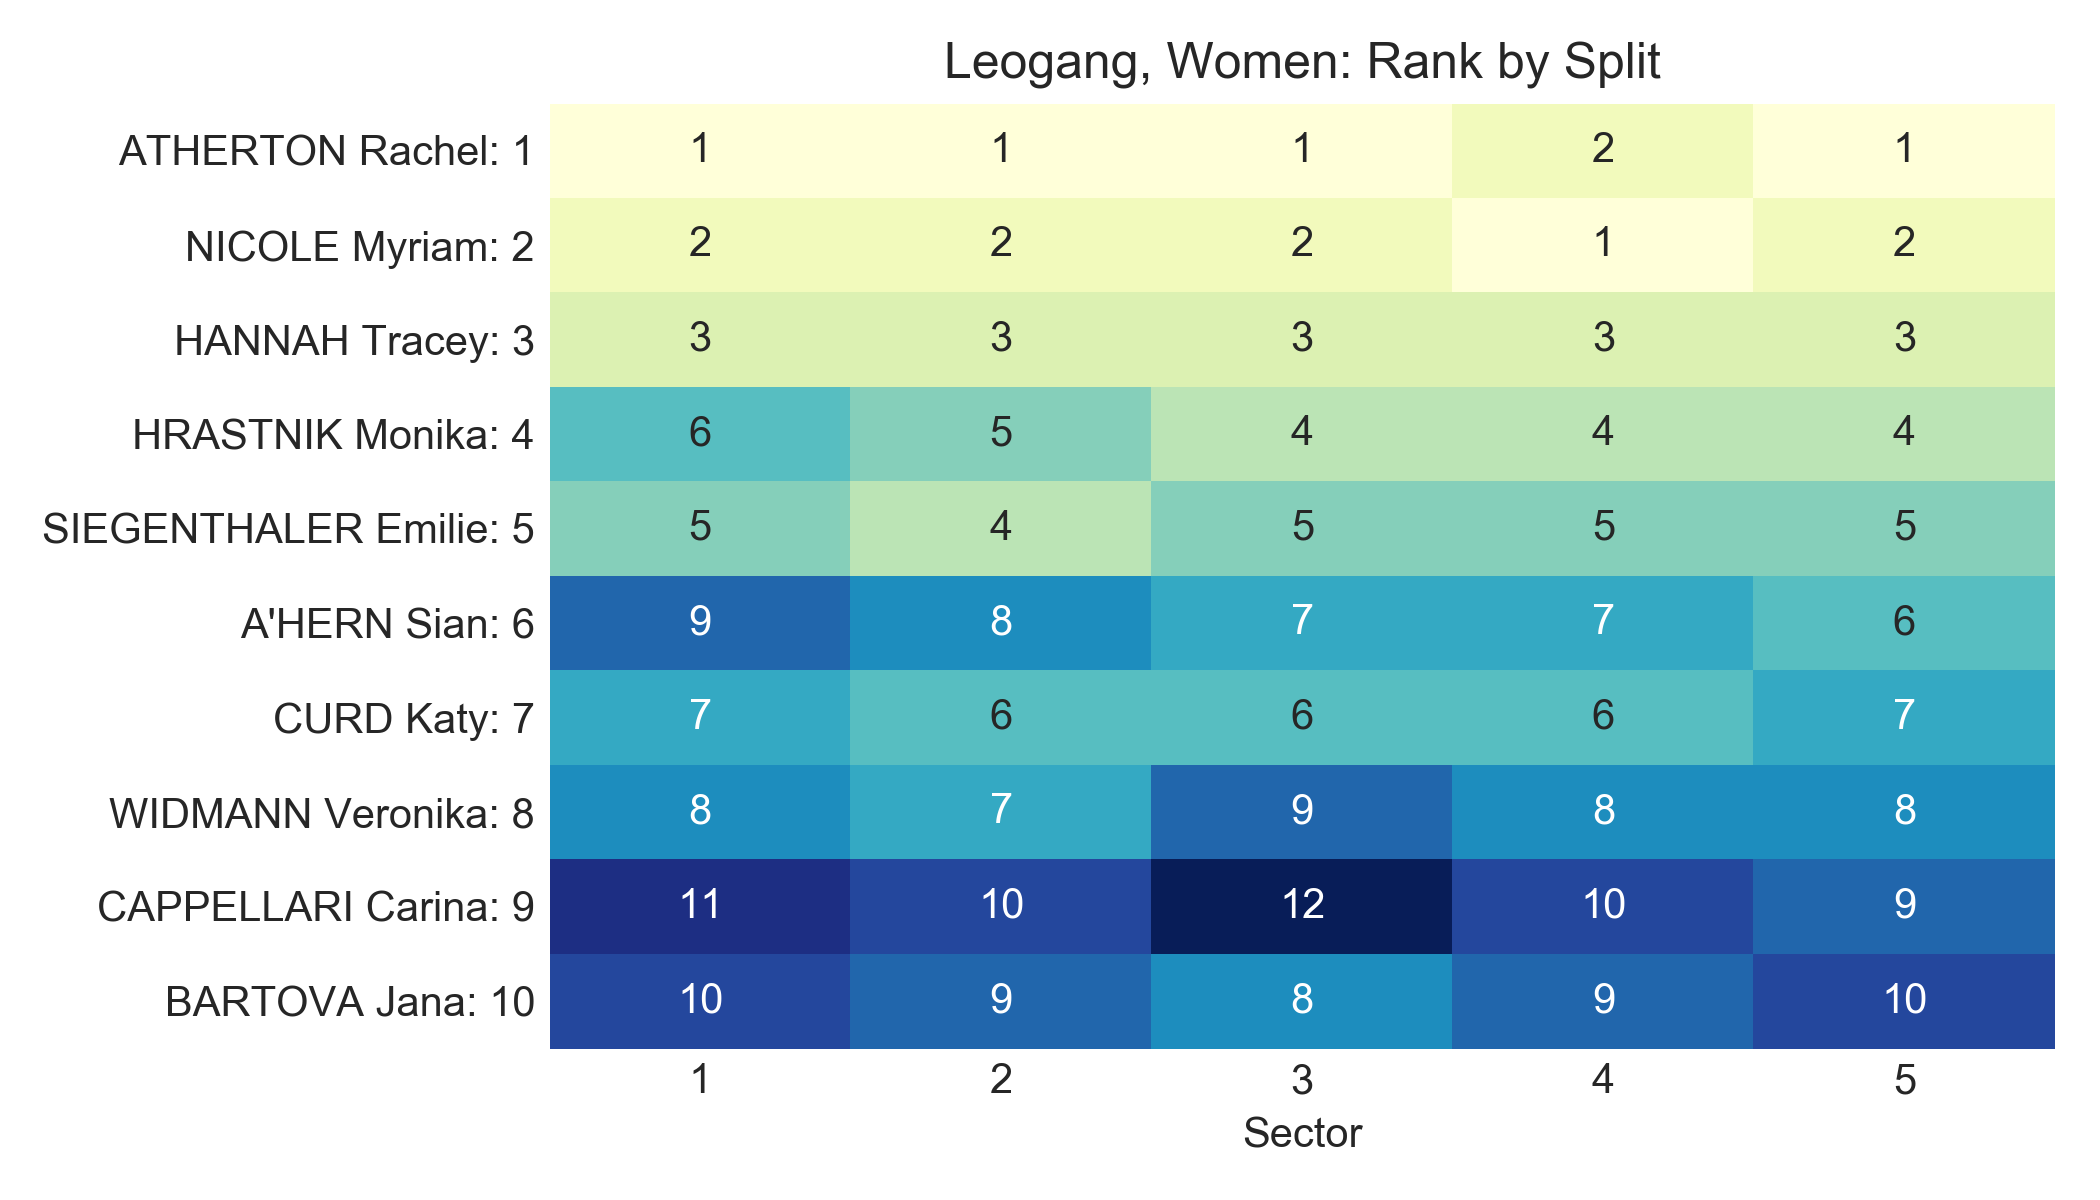 Leogang, Women: Rank by Split
ATHERTON Rachel: 1 1 1 1 2 1
NICOLE Myriam: 2 2 2 2 1 2
HANNAH Tracey: 3 3 3 3 3 3
HRASTNIK Monika: 4 6 5 4 4 4
SIEGENTHALER Emilie: 5 5 4 5 5 5
A'HERN Sian: 6 9 8 7 7 6
CURD Katy: 7 7 6 6 6 7
WIDMANN Veronika: 8 8 7 9 8 8
CAPPELLARI Carina: 9 11 10 12 10 9
BARTOVA Jana: 10 10 9 8 9 10
1 2 3 4 5
Sector